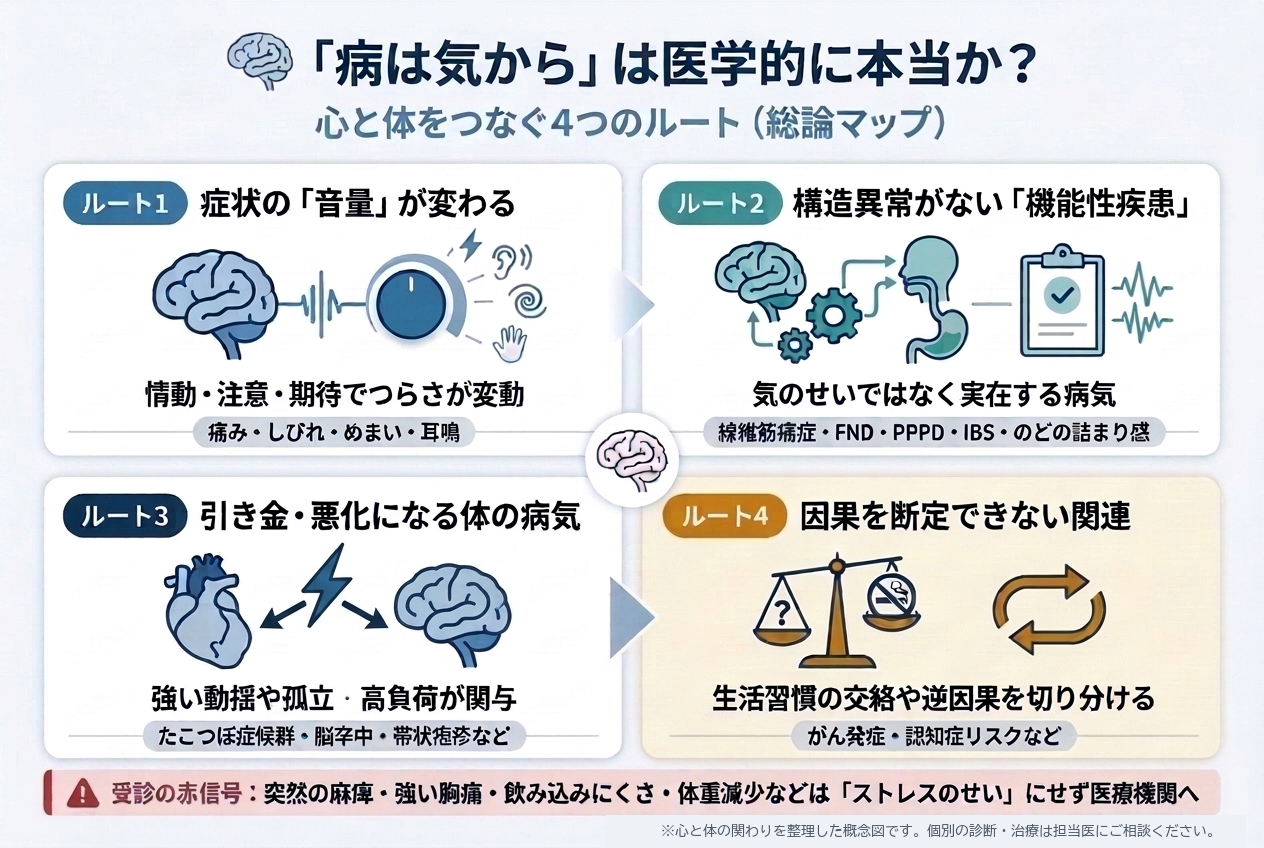 「病は気から」は医学的に本当か？
心と体をつなぐ4つのルート（総論マップ）
ルート1 症状の「音量」が変わる
情動・注意・期待でつらさが変動
痛み・しびれ・めまい・耳鳴
ルート2 構造異常がない「機能性疾患」
気のせいではなく実在する病気
線維筋痛症・FND・PPPD・IBS・のどの詰まり感
ルート3 引き金・悪化になる体の病気
強い動揺や孤立・高負荷が関与
たこつぼ症候群・脳卒中・帯状疱疹など
ルート4 因果を断定できない関連
?
生活習慣の交絡や逆因果を切り分ける
がん発症・認知症リスクなど
受診の赤信号：突然の麻痺・強い胸痛・飲み込みにくさ・体重減少などは「ストレスのせい」にせず医療機関へ
※心と体の関わりを整理した概念図です。個別の診断・治療は担当医にご相談ください。